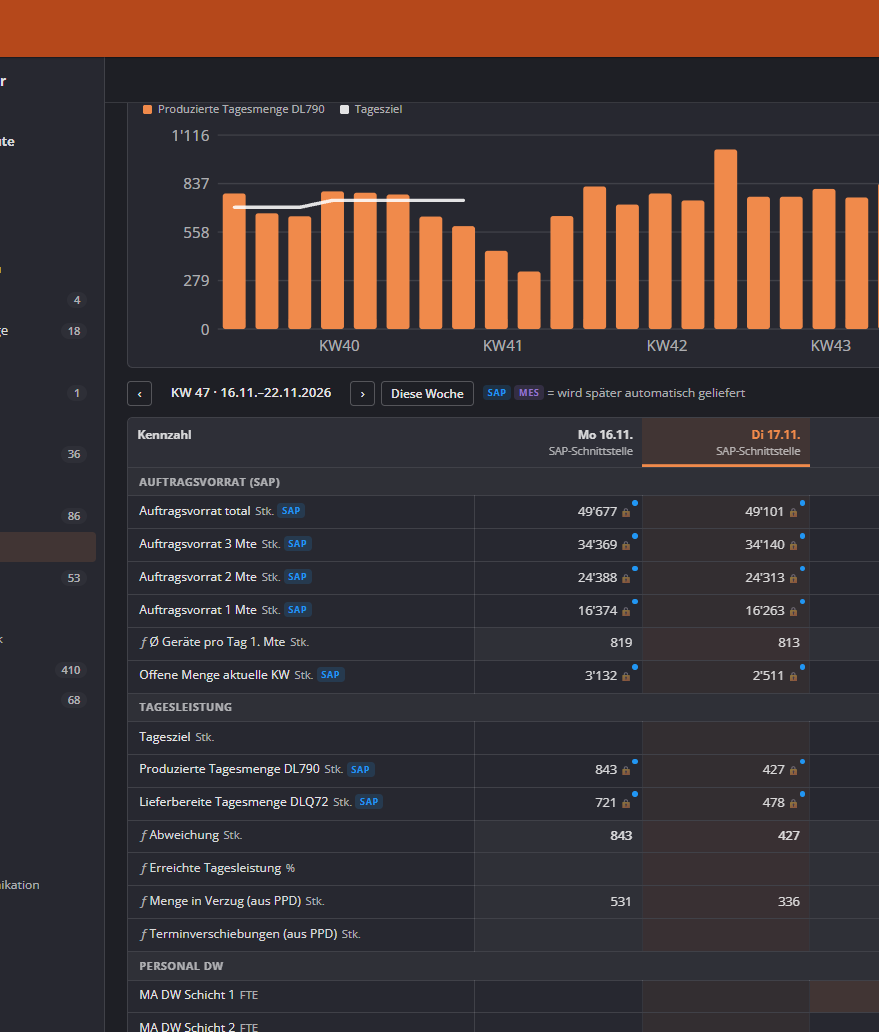 r
ute
4
e
18
1
36
86
53
k
410
68
ikation
Produzierte Tagesmenge DL790 Tagesziel
1'116
837
558
279
0
KW40 KW41 KW42 KW43
‹ KW 47 · 16.11.–22.11.2026 › Diese Woche SAP MES = wird später automatisch geliefert
Kennzahl Mo 16.11. Di 17.11.
SAP-Schnittstelle SAP-Schnittstelle
AUFTRAGSVORRAT (SAP)
Auftragsvorrat total Stk. SAP 49'677 49'101
Auftragsvorrat 3 Mte Stk. SAP 34'369 34'140
Auftragsvorrat 2 Mte Stk. SAP 24'388 24'313
Auftragsvorrat 1 Mte Stk. SAP 16'374 16'263
ƒ Ø Geräte pro Tag 1. Mte Stk. 819 813
Offene Menge aktuelle KW Stk. SAP 3'132 2'511
TAGESLEISTUNG
Tagesziel Stk.
Produzierte Tagesmenge DL790 Stk. SAP 843 427
Lieferbereite Tagesmenge DLQ72 Stk. SAP 721 478
ƒ Abweichung Stk. 843 427
ƒ Erreichte Tagesleistung %
ƒ Menge in Verzug (aus PPD) Stk. 531 336
ƒ Terminverschiebungen (aus PPD) Stk.
PERSONAL DW
MA DW Schicht 1 FTE
MA DW Schicht 2 FTE